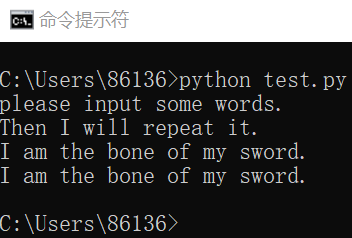 命令提示符
C:\Users\86136>python test.py
please input some words.
Then I will repeat it.
I am the bone of my sword.
I am the bone of my sword.
C:\Users\86136>